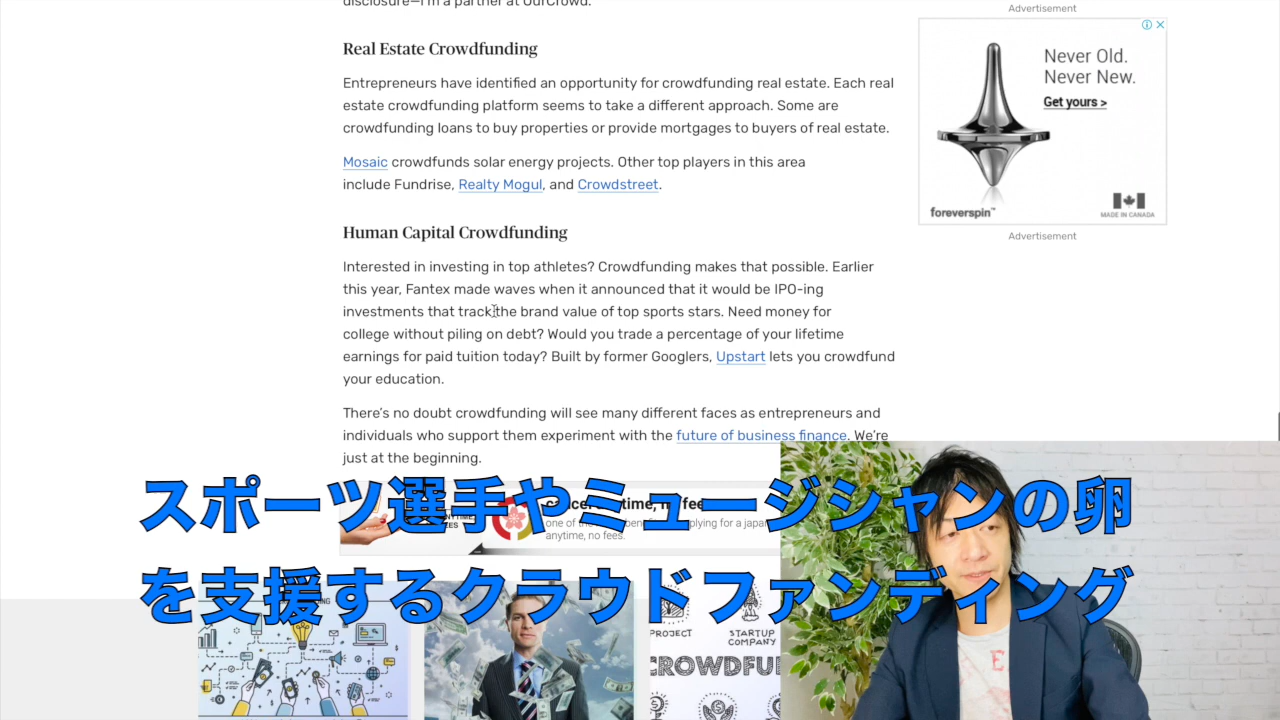 disclosure—I'm a partner at OurCrowd.
Advertisement
Real Estate Crowdfunding
Entrepreneurs have identified an opportunity for crowdfunding real estate. Each real
estate crowdfunding platform seems to take a different approach. Some are
crowdfunding loans to buy properties or provide mortgages to buyers of real estate.
Mosaic crowdfunds solar energy projects. Other top players in this area
include Fundrise, Realty Mogul, and Crowdstreet.
Never Old.
Never New.
Get yours >
foreverspin™
MADE IN CANADA
Advertisement
Human Capital Crowdfunding
Interested in investing in top athletes? Crowdfunding makes that possible. Earlier
this year, Fantex made waves when it announced that it would be IPO-ing
investments that track the brand value of top sports stars. Need money for
college without piling on debt? Would you trade a percentage of your lifetime
earnings for paid tuition today? Built by former Googlers, Upstart lets you crowdfund
your education.
There's no doubt crowdfunding will see many different faces as entrepreneurs and
individuals who support them experiment with the future of business finance. We're
just at the beginning.
スポーツ選手やミュージシャンの卵
を支援するクラウドファンディング
anytime, no fees.
PROJECT
STARTUP
COMPANY